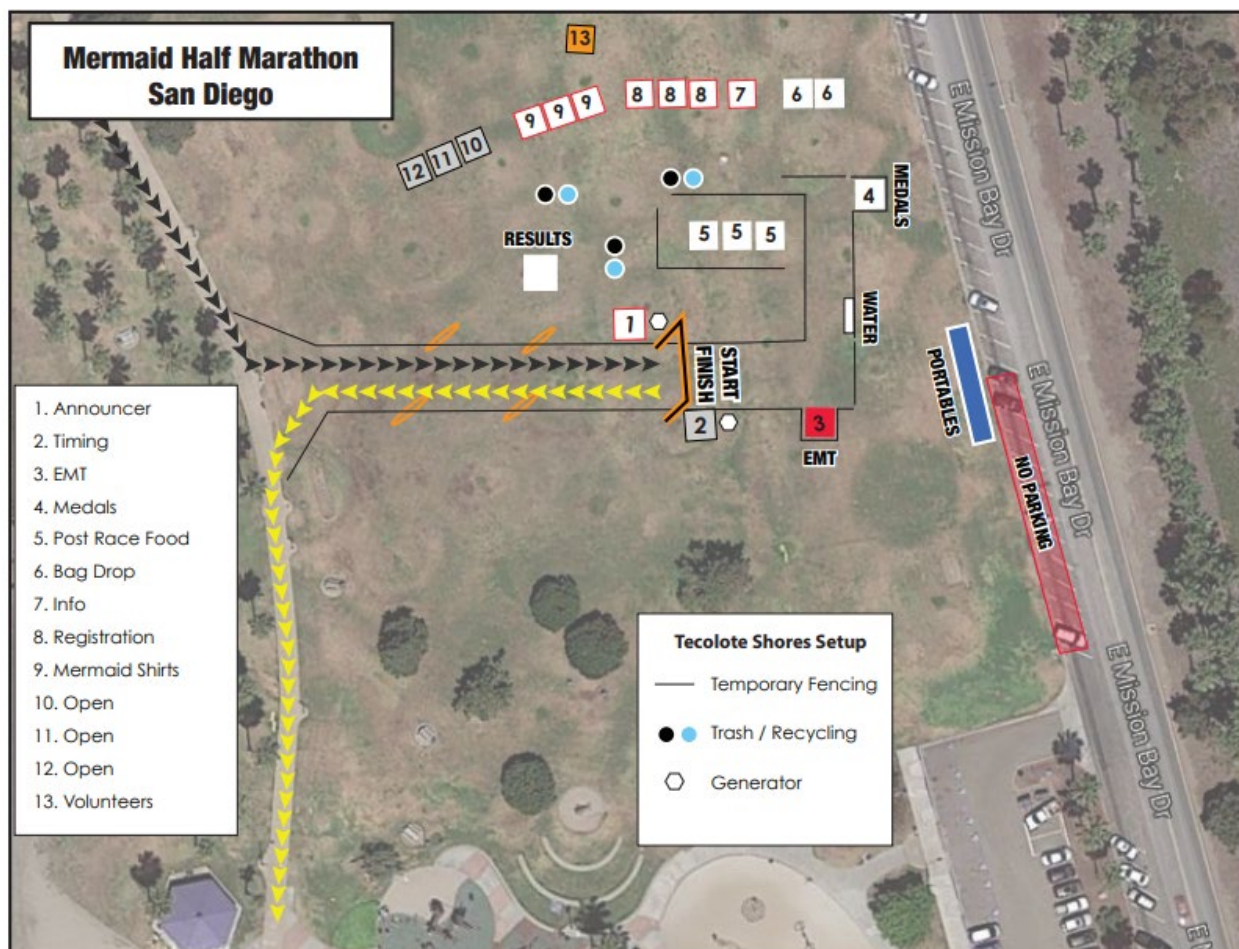 Mermaid Half Marathon
San Diego
13
9 9 9
8 8 8
7
6 6
12 11 10
4
MEDALS
5 5 5
RESULTS
1
WATER
START
FINISH
2
3
EMT
PORTABLES
NO PARKING
E Mission Bay Dr
E Mission Bay Dr
E Mission Bay Dr
E
1. Announcer
2. Timing
3. EMT
4. Medals
5. Post Race Food
6. Bag Drop
7. Info
8. Registration
9. Mermaid Shirts
10. Open
11. Open
12. Open
13. Volunteers
Tecolote Shores Setup
Temporary Fencing
Trash / Recycling
Generator